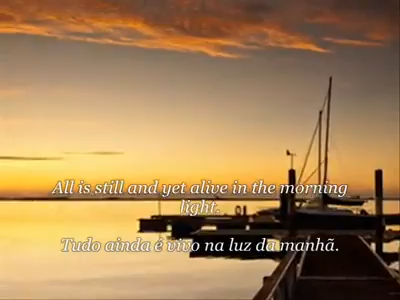 All is still and yet alive in the morning
light.
Tudo ainda é vivo na luz da manhã.